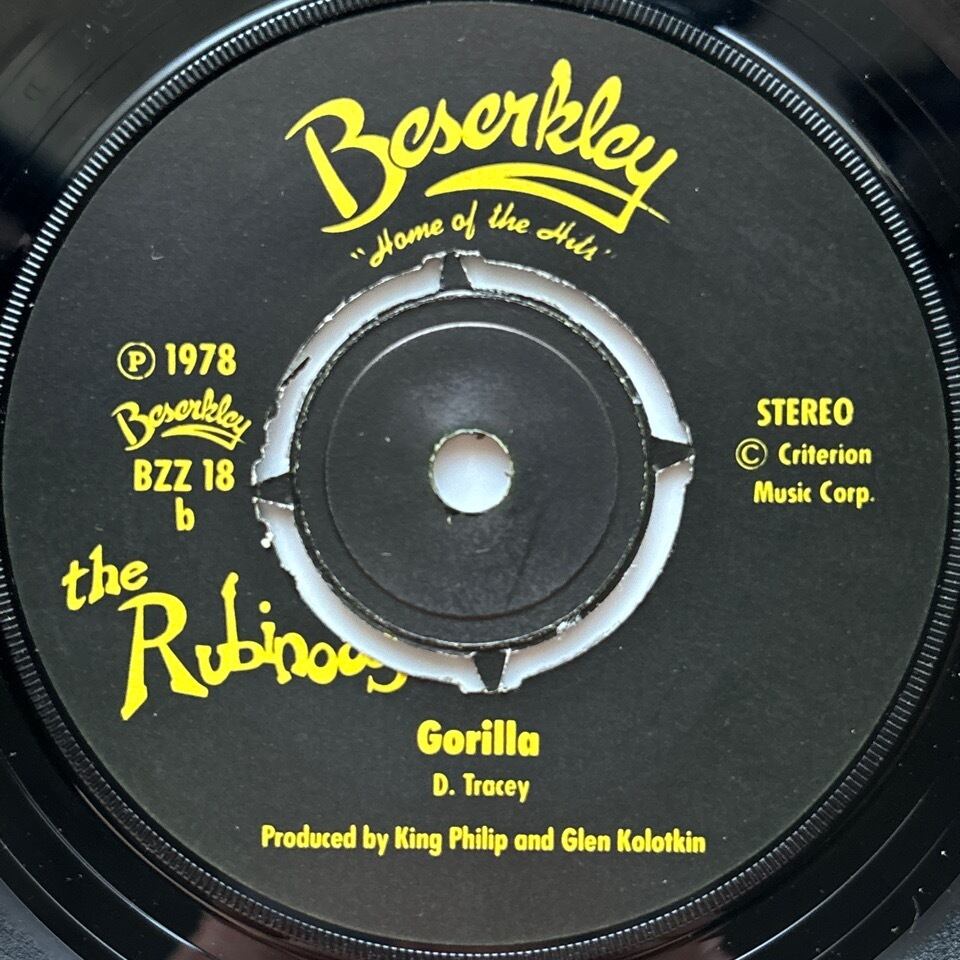 Beserkley
"Home of the Hits"
Ⓟ 1978
Beserkley
BZZ 18
b
STEREO
© Criterion
Music Corp.
the
Rubinoos
Gorilla
D. Tracey
Produced by King Philip and Glen Kolotkin